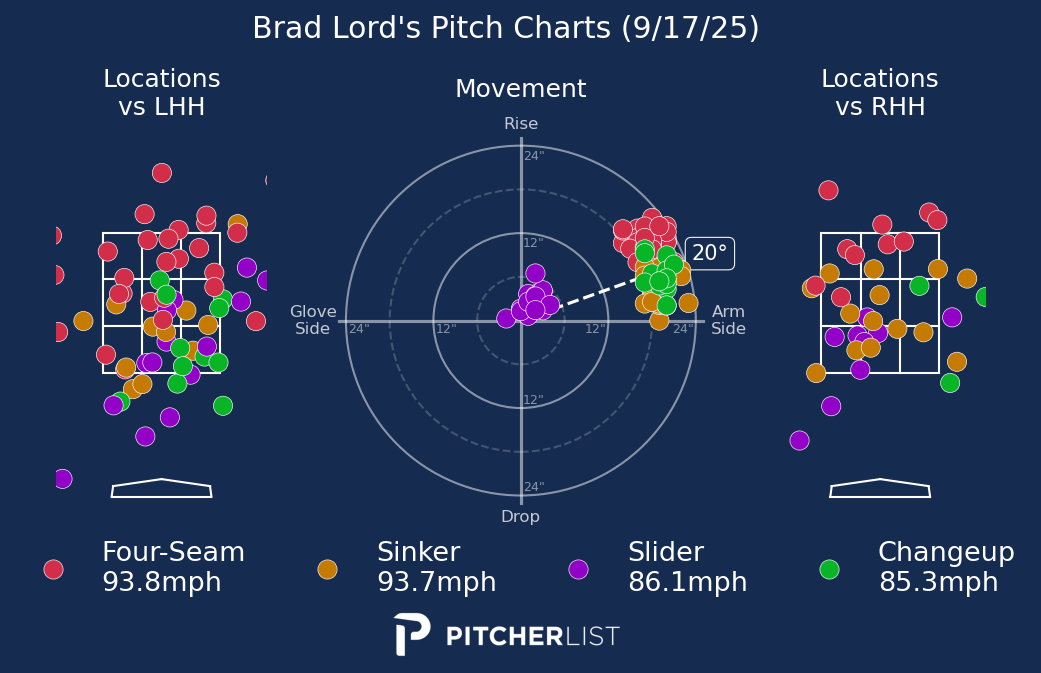 Brad Lord's Pitch Charts (9/17/25)
Locations
vs LHH
Movement
Locations
vs RHH
Rise
24"
12"
20°
Glove
Side
24"
12"
12"
24"
Arm
Side
12"
24"
Drop
Four-Seam
93.8mph
Sinker
93.7mph
Slider
86.1mph
Changeup
85.3mph
PITCHERLIST